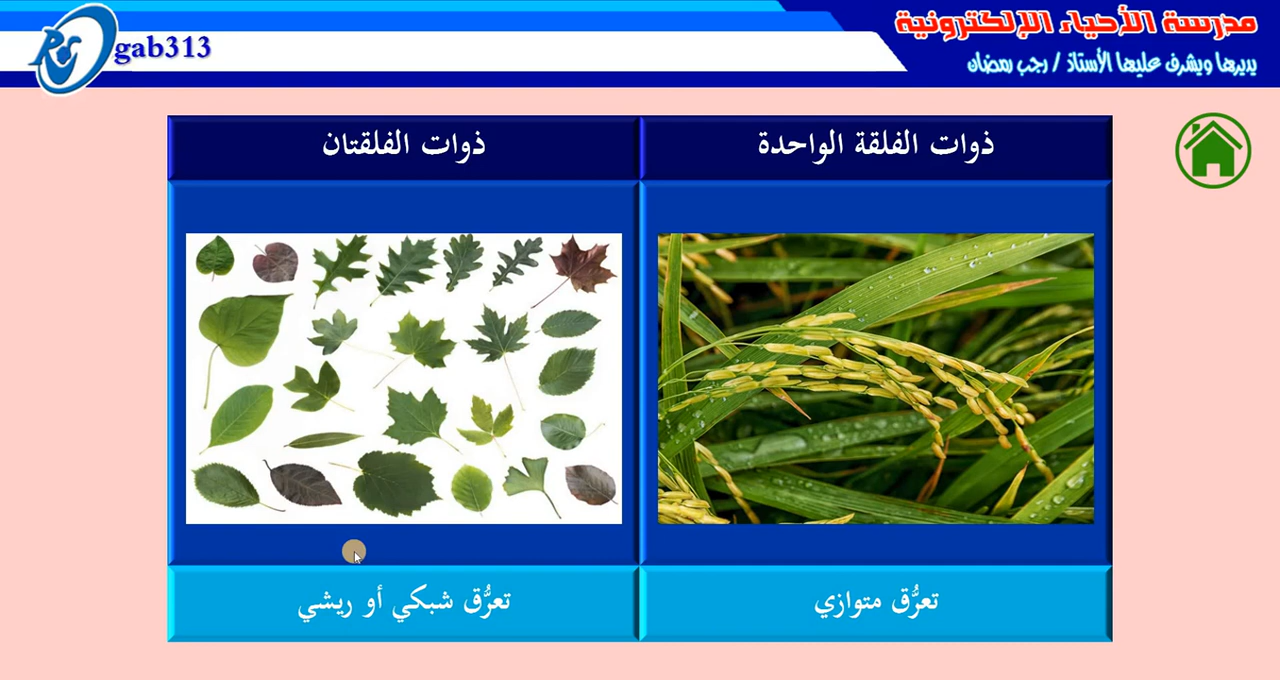 مدرسة الأحياء الإلكترونية
يديرها ويشرف عليها الأستاذ / رجب رمضان
gab313
ذوات الفلقة الواحدة
ذوات الفلقتان
تعرُّق متوازي
تعرُّق شبكي أو ريشي